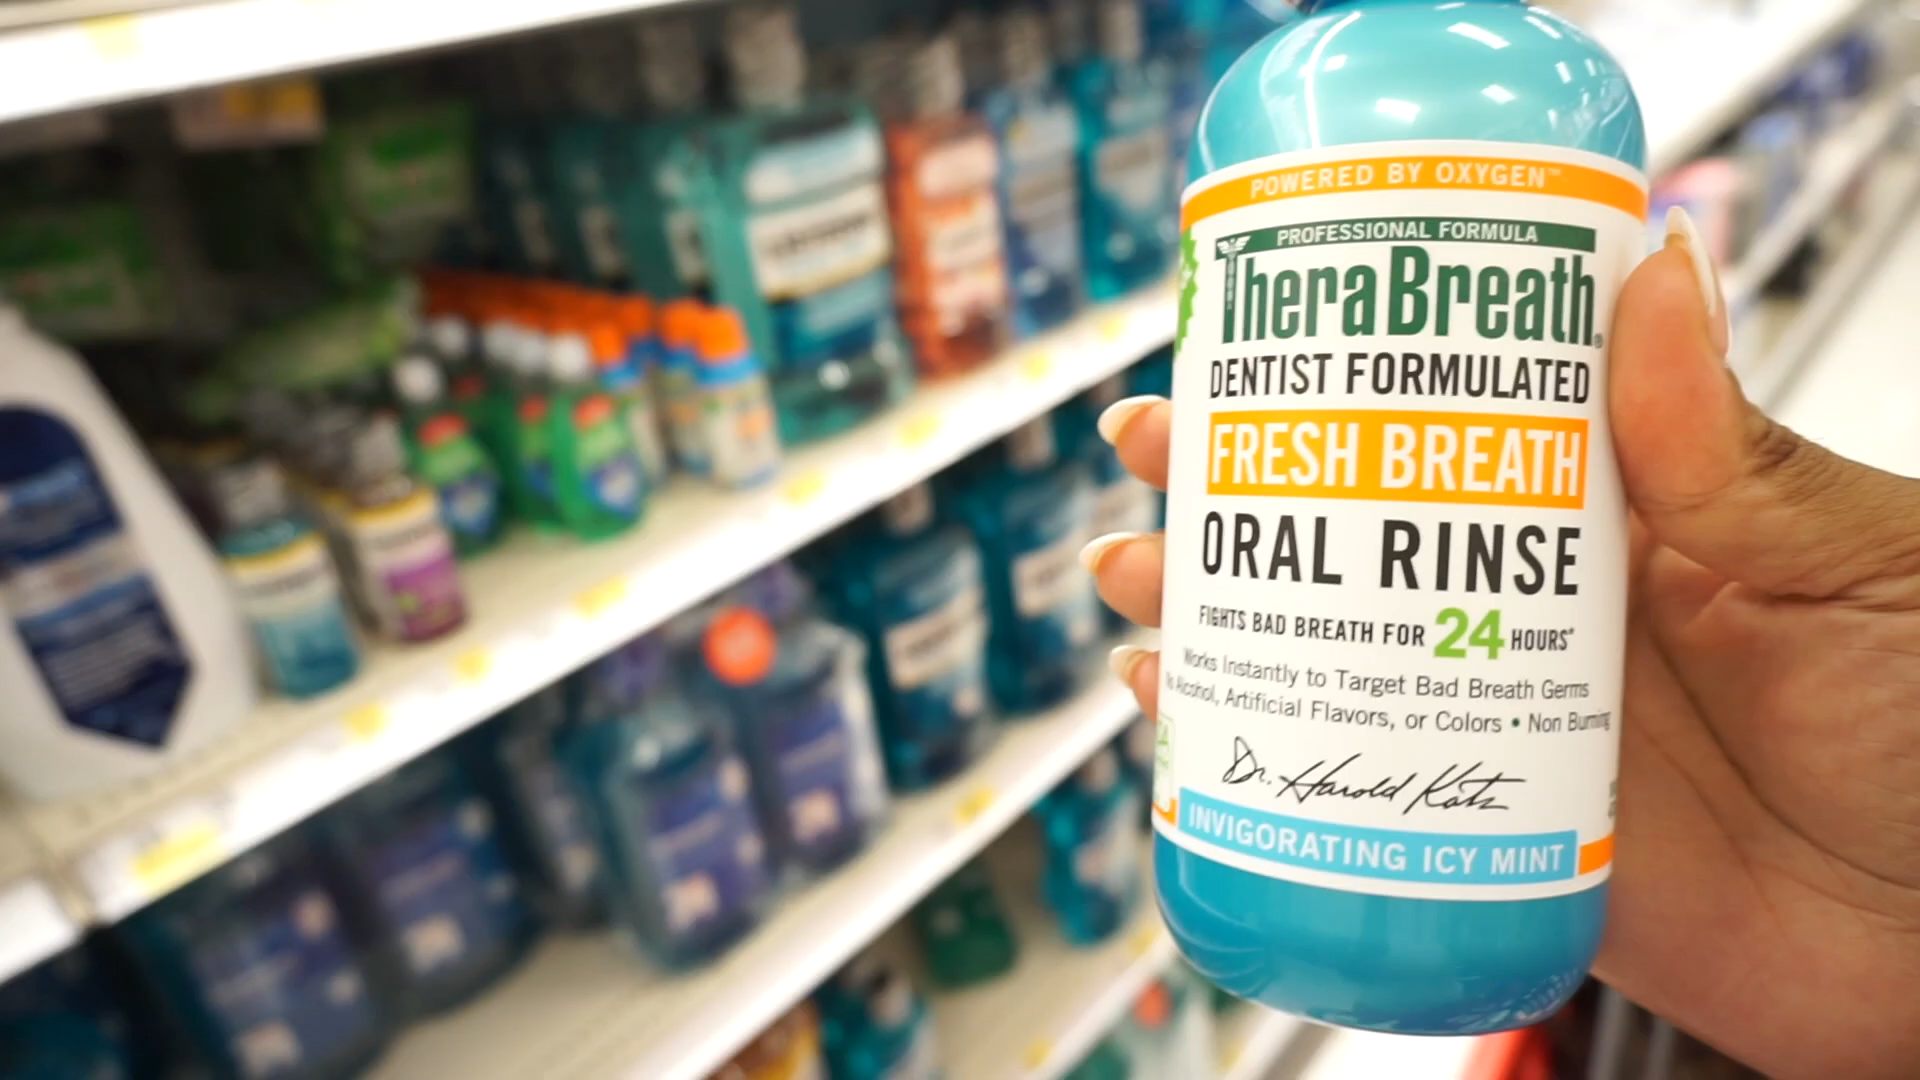 POWERED BY OXYGEN™
PROFESSIONAL FORMULA
TheraBreath®
DENTIST FORMULATED
FRESH BREATH
ORAL RINSE
FIGHTS BAD BREATH FOR 24 HOURS*
Works Instantly to Target Bad Breath Germs
No Alcohol, Artificial Flavors, or Colors • Non Burning
Dr. Harold Katz
INVIGORATING ICY MINT